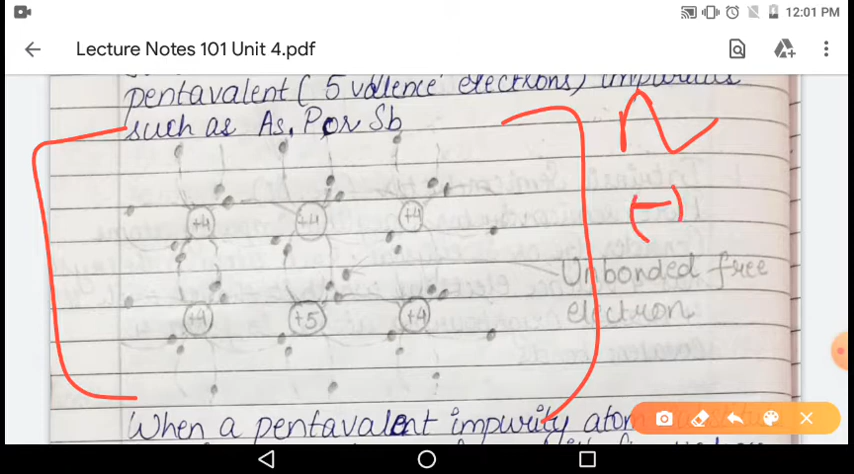 12:01 PM
Lecture Notes 101 Unit 4.pdf
pentavalent ( 5 valence electrons) impurities
such as As, P or Sb
N
(-)
+4 +4 +4
Unbonded free
electron
+4 +5 +4
When a pentavalent impurity atom